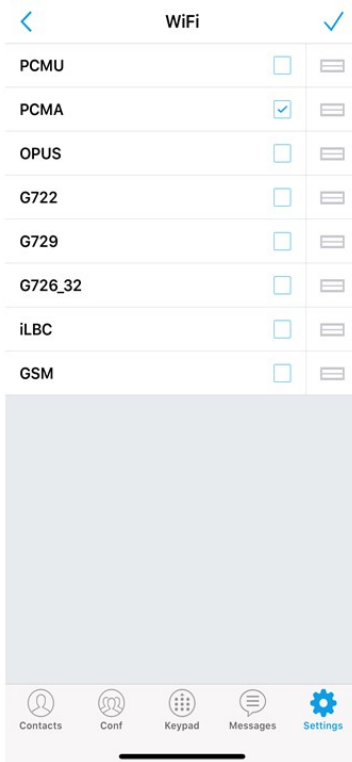 WiFi
PCMU
PCMA
OPUS
G722
G729
G726_32
iLBC
GSM
Contacts Conf Keypad Messages Settings